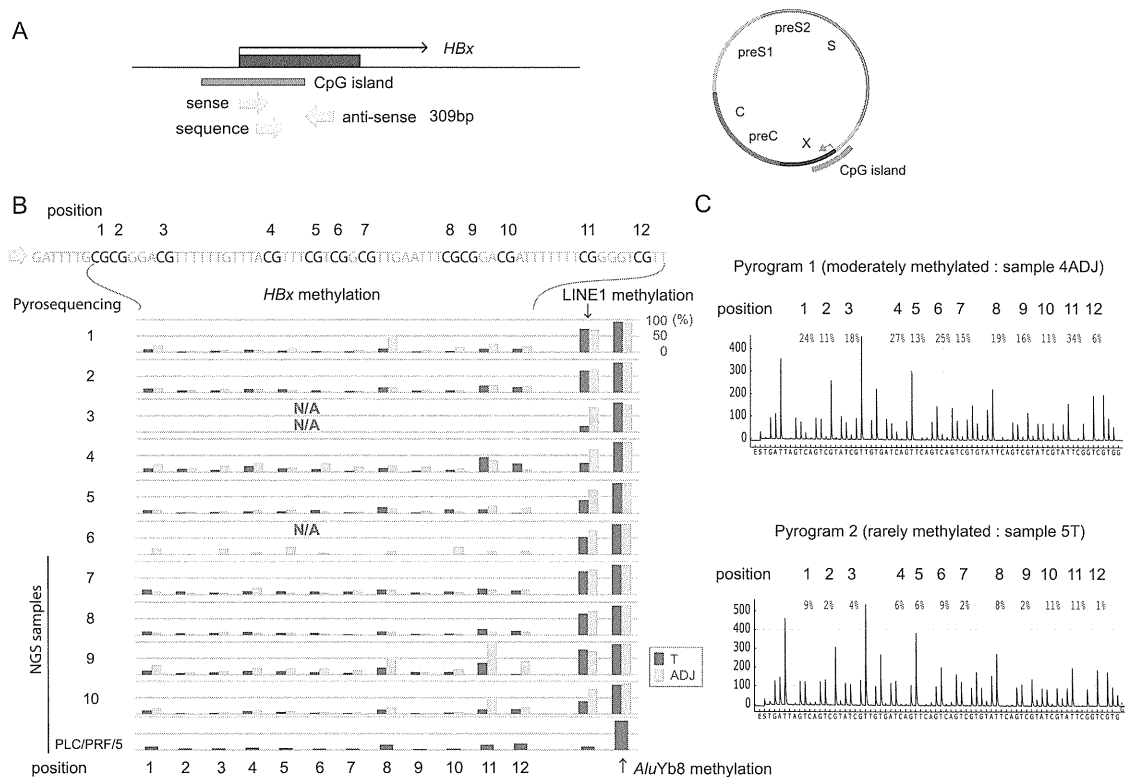 A
HBx
CpG island
sense
anti-sense 309bp
sequence
preS2
S
preS1
C
preC
X
CpG island
B
position
1 2 3 4 5 6 7 8 9 10 11 12
GATTTTGCGCGGGACGTTTTTTGTTTACGTTTCGTCGGCGTTGAATTTCGCGGACGATTTTTTTCGGGGTCGTT
Pyrosequencing
HBx methylation
LINE1 methylation
100 (%)
50
0
1
2
3
N/A
N/A
4
5
6
N/A
NGS samples
7
8
9
10
PLC/PRF/5
T
ADJ
position 1 2 3 4 5 6 7 8 9 10 11 12
AluYb8 methylation
C
Pyrogram 1 (moderately methylated : sample 4ADJ)
position 1 2 3 4 5 6 7 8 9 10 11 12
24% 11% 18% 27% 13% 25% 15% 19% 16% 11% 34% 6%
400
300
200
100
0
ESTGATTAGTCAGTCGTATCGTTGTGATCAGTTCAGTCAGTCGTGTATTCAGTCGTATCGTATTCGGTCGTGG
Pyrogram 2 (rarely methylated : sample 5T)
position 1 2 3 4 5 6 7 8 9 10 11 12
9% 2% 4% 6% 6% 9% 2% 8% 2% 11% 11% 1%
500
400
300
200
100
0
ESTGATTAGTCAGTCGTATCGTTGTGATCAGTTCAGTCAGTCGTGTATTCAGTCGTATCGTATTCGGTCGTG
G